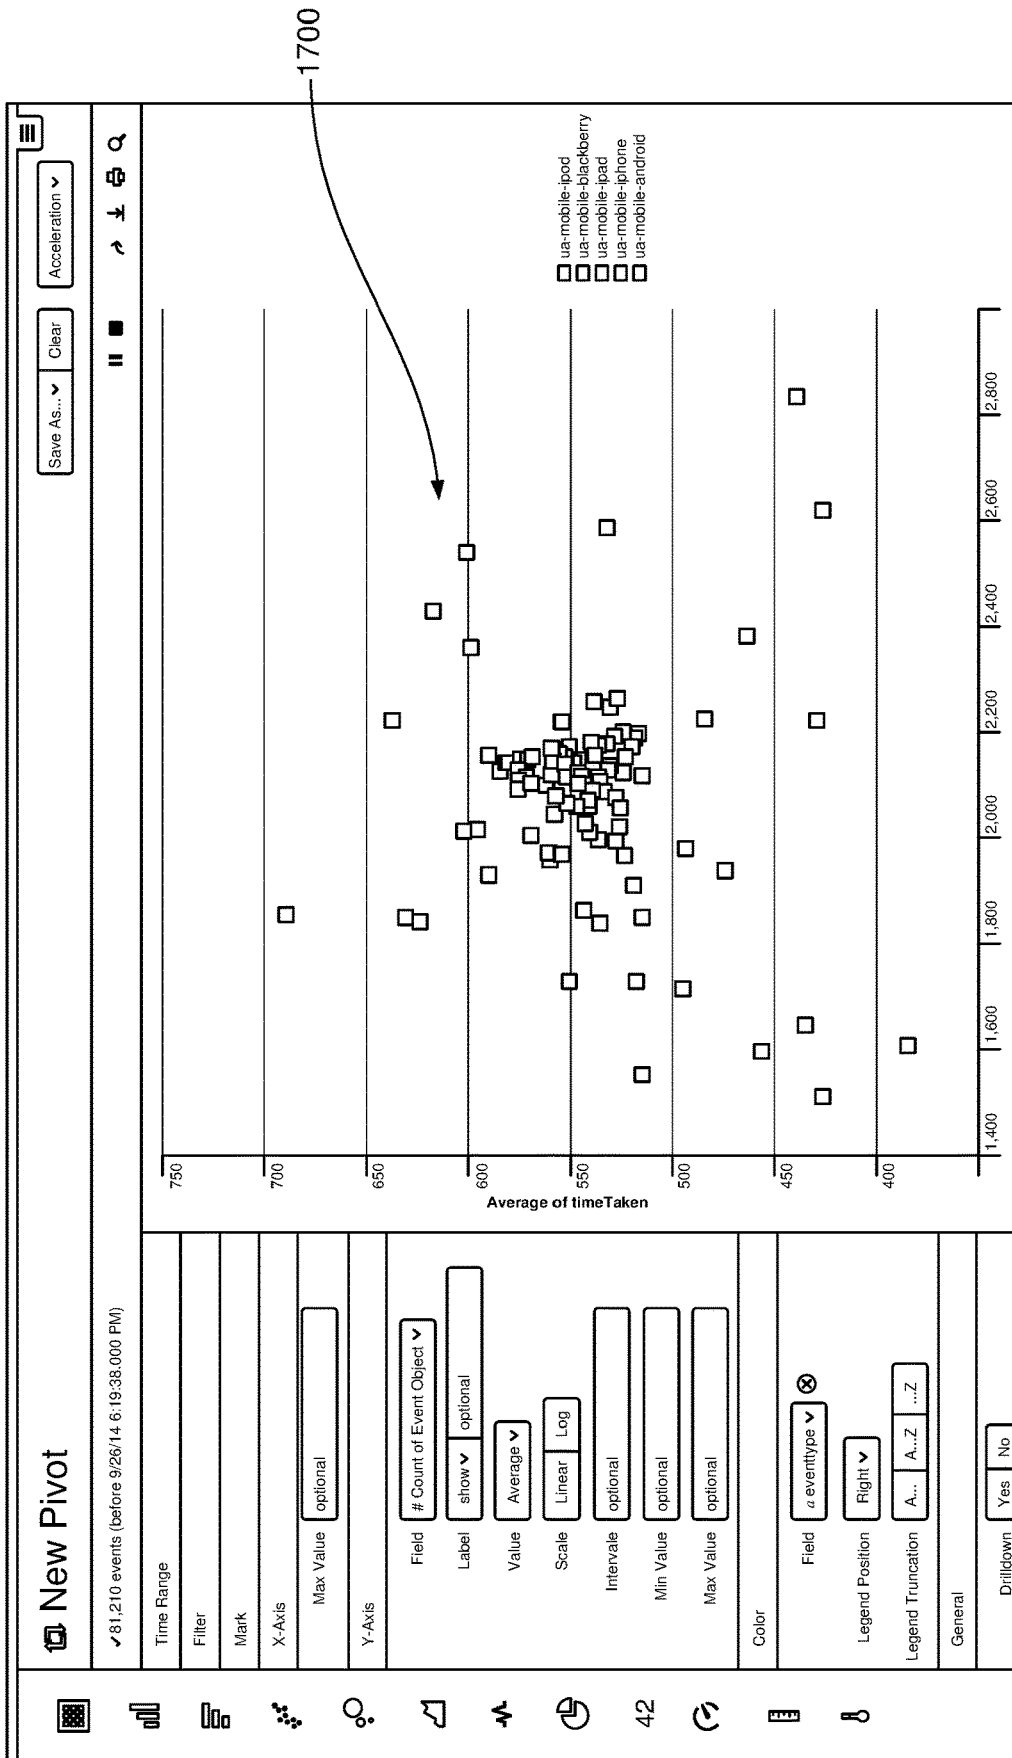 New Pivot
Save As... Clear Acceleration
✓81,210 events (before 9/26/14 6:19:38.000 PM)
Time Range
Filter
Mark
X-Axis
Max Value optional
Y-Axis
Field # Count of Event Object
Label show optional
Value Average
Scale Linear Log
Intervale optional
Min Value optional
Max Value optional
Color
Field a eventtype
Legend Position Right
Legend Truncation A... A...Z ...Z
General
Drilldown Yes No
42
750
700
650
600
550
500
450
400
Average of timeTaken
1,400 1,600 1,800 2,000 2,200 2,400 2,600 2,800
ua-mobile-ipod
ua-mobile-blackberry
ua-mobile-ipad
ua-mobile-iphone
ua-mobile-android
1700